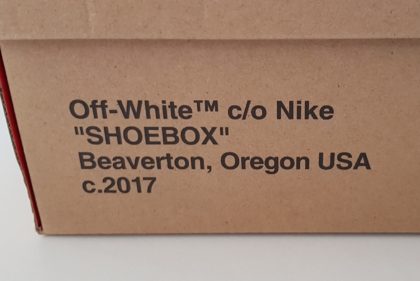 Off-White™ c/o Nike
"SHOEBOX"
Beaverton, Oregon USA
c.2017